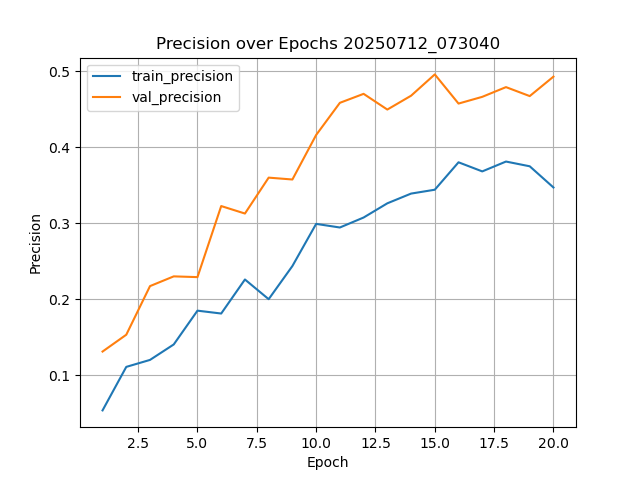 Precision over Epochs 20250712_073040
train_precision
val_precision
0.5
0.4
0.3
0.2
0.1
Precision
2.5 5.0 7.5 10.0 12.5 15.0 17.5 20.0
Epoch